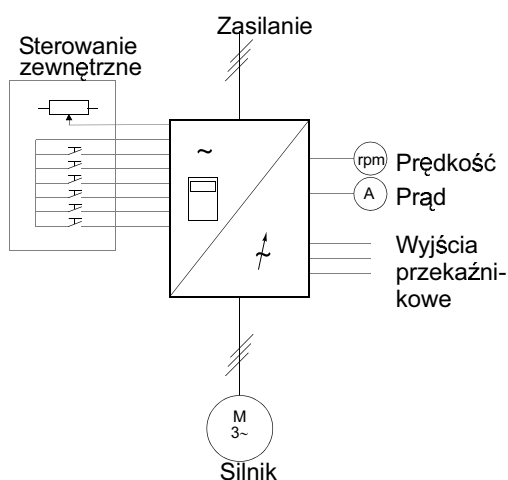 Zasilanie
Sterowanie
zewnętrzne
~
rpm
Prędkość
A
Prąd
~
Wyjścia
przekaźni-
kowe
M
3~
Silnik